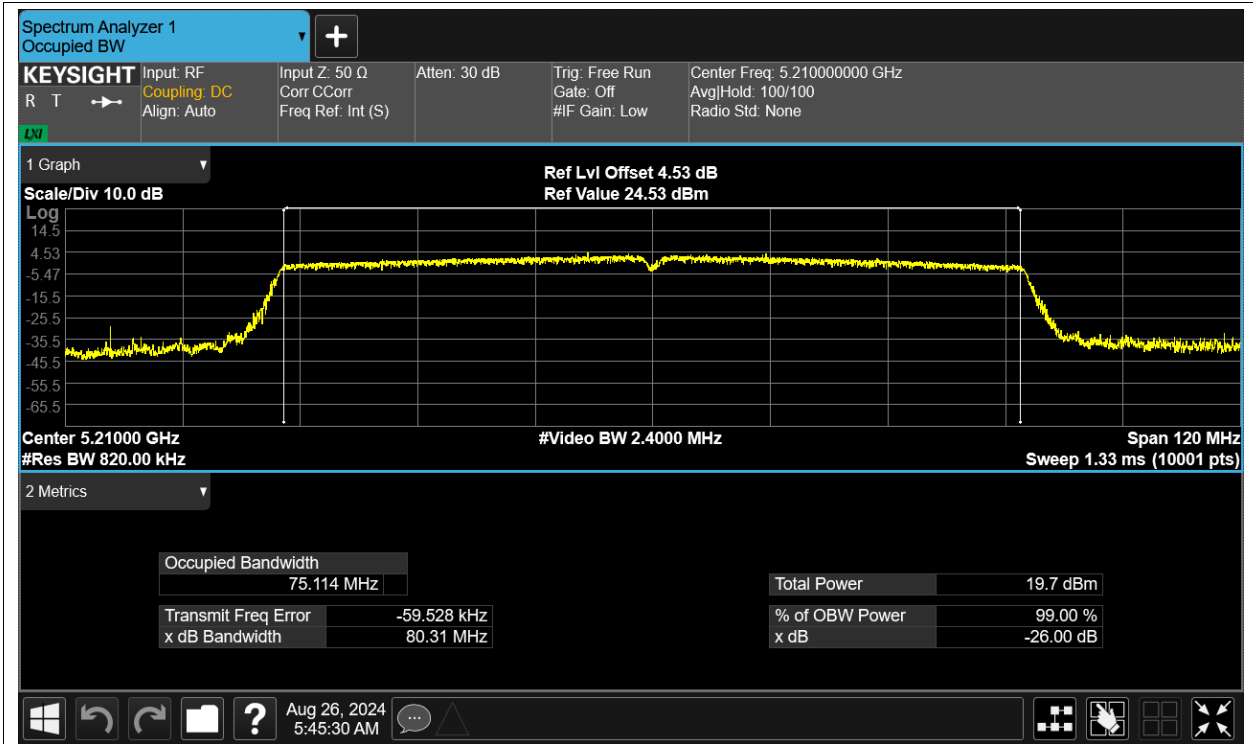 Spectrum Analyzer 1
Occupied BW
KEYSIGHT
R T
LXI
Input: RF
Coupling: DC
Align: Auto
Input Z: 50 Ω
Corr CCorr
Freq Ref: Int (S)
Atten: 30 dB
Trig: Free Run
Gate: Off
#IF Gain: Low
Center Freq: 5.210000000 GHz
Avg|Hold: 100/100
Radio Std: None
1 Graph
Scale/Div 10.0 dB
Ref Lvl Offset 4.53 dB
Ref Value 24.53 dBm
Log
14.5
4.53
-5.47
-15.5
-25.5
-35.5
-45.5
-55.5
-65.5
Center 5.21000 GHz
#Res BW 820.00 kHz
#Video BW 2.4000 MHz
Span 120 MHz
Sweep 1.33 ms (10001 pts)
2 Metrics
Occupied Bandwidth
75.114 MHz
Transmit Freq Error -59.528 kHz
x dB Bandwidth 80.31 MHz
Total Power 19.7 dBm
% of OBW Power 99.00 %
x dB -26.00 dB
?
Aug 26, 2024
5:45:30 AM